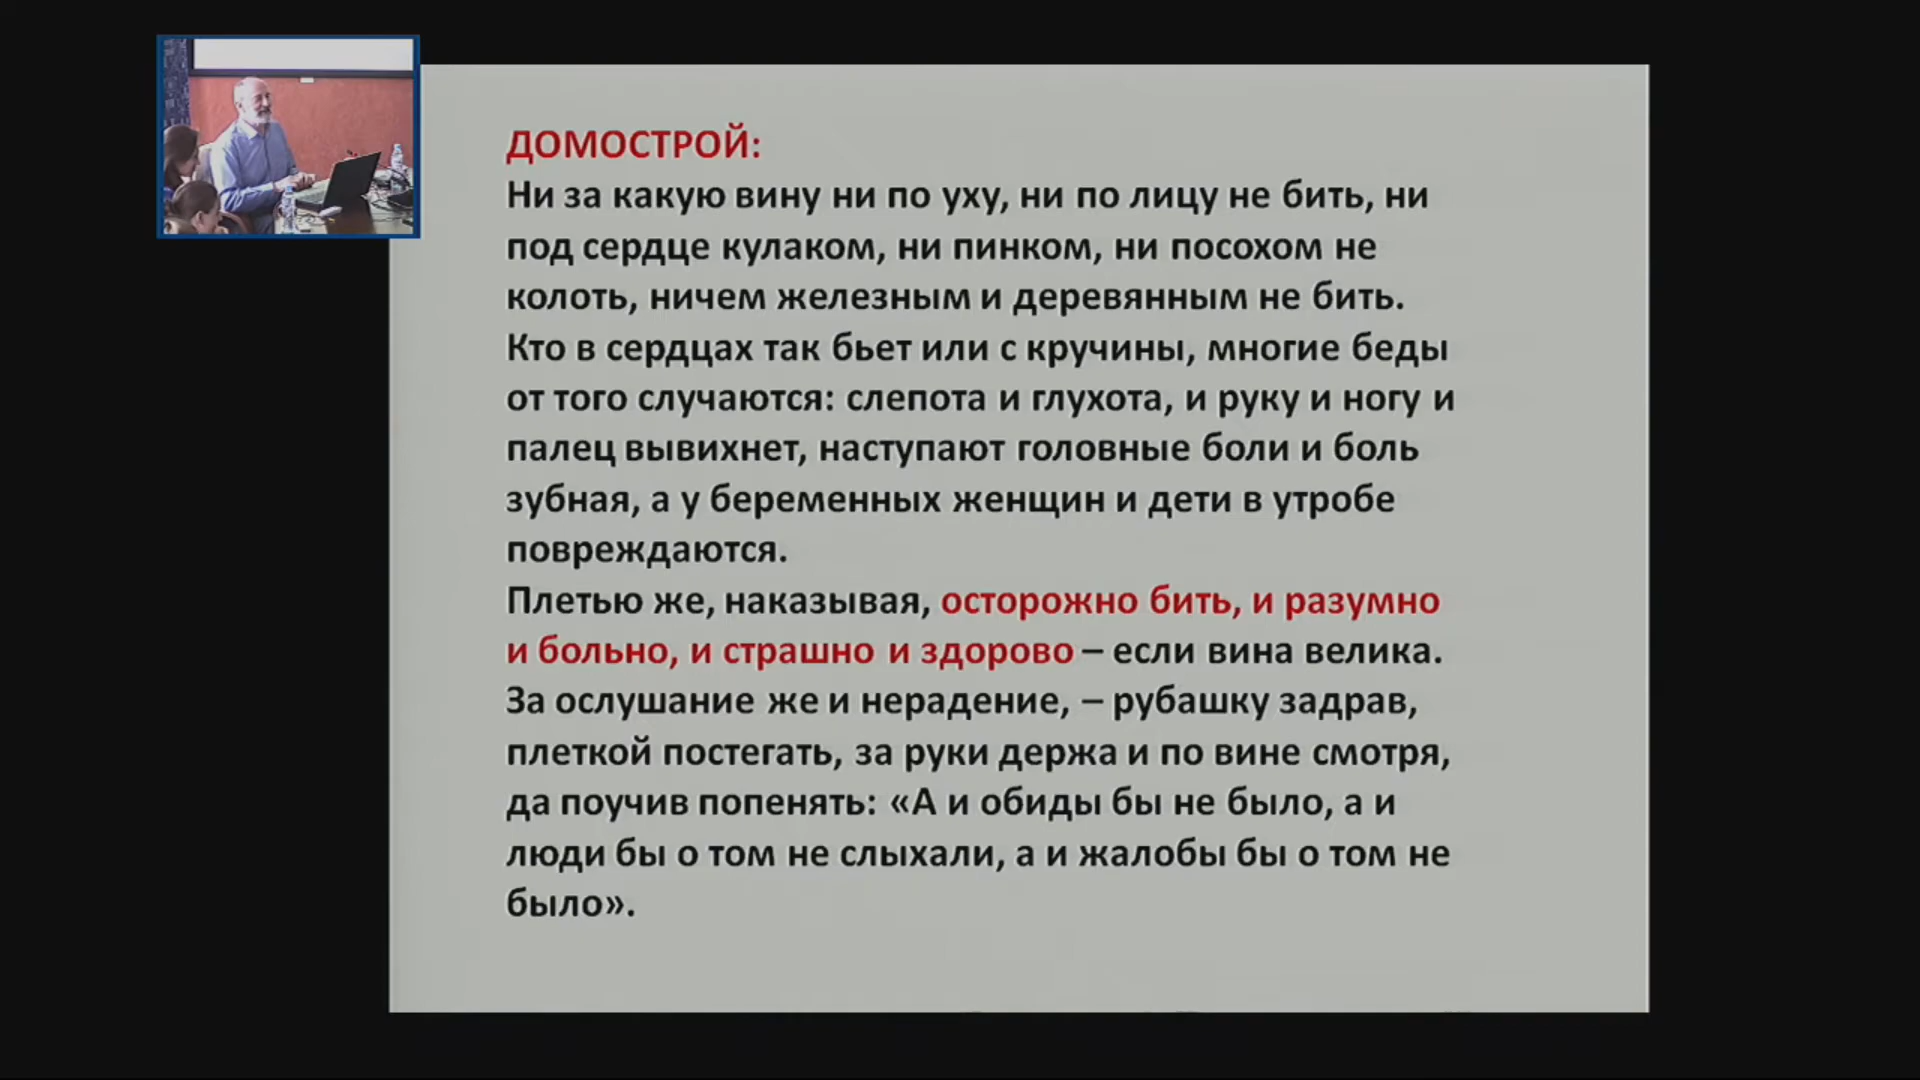 ДОМОСТРОЙ:
Ни за какую вину ни по уху, ни по лицу не бить, ни
под сердце кулаком, ни пинком, ни посохом не
колоть, ничем железным и деревянным не бить.
Кто в сердцах так бьет или с кручины, многие беды
от того случаются: слепота и глухота, и руку и ногу и
палец вывихнет, наступают головные боли и боль
зубная, а у беременных женщин и дети в утробе
повреждаются.
Плетью же, наказывая, осторожно бить, и разумно
и больно, и страшно и здорово – если вина велика.
За ослушание же и нерадение, – рубашку задрав,
плеткой постегать, за руки держа и по вине смотря,
да поучив попенять: «А и обиды бы не было, а и
люди бы о том не слыхали, а и жалобы бы о том не
было».